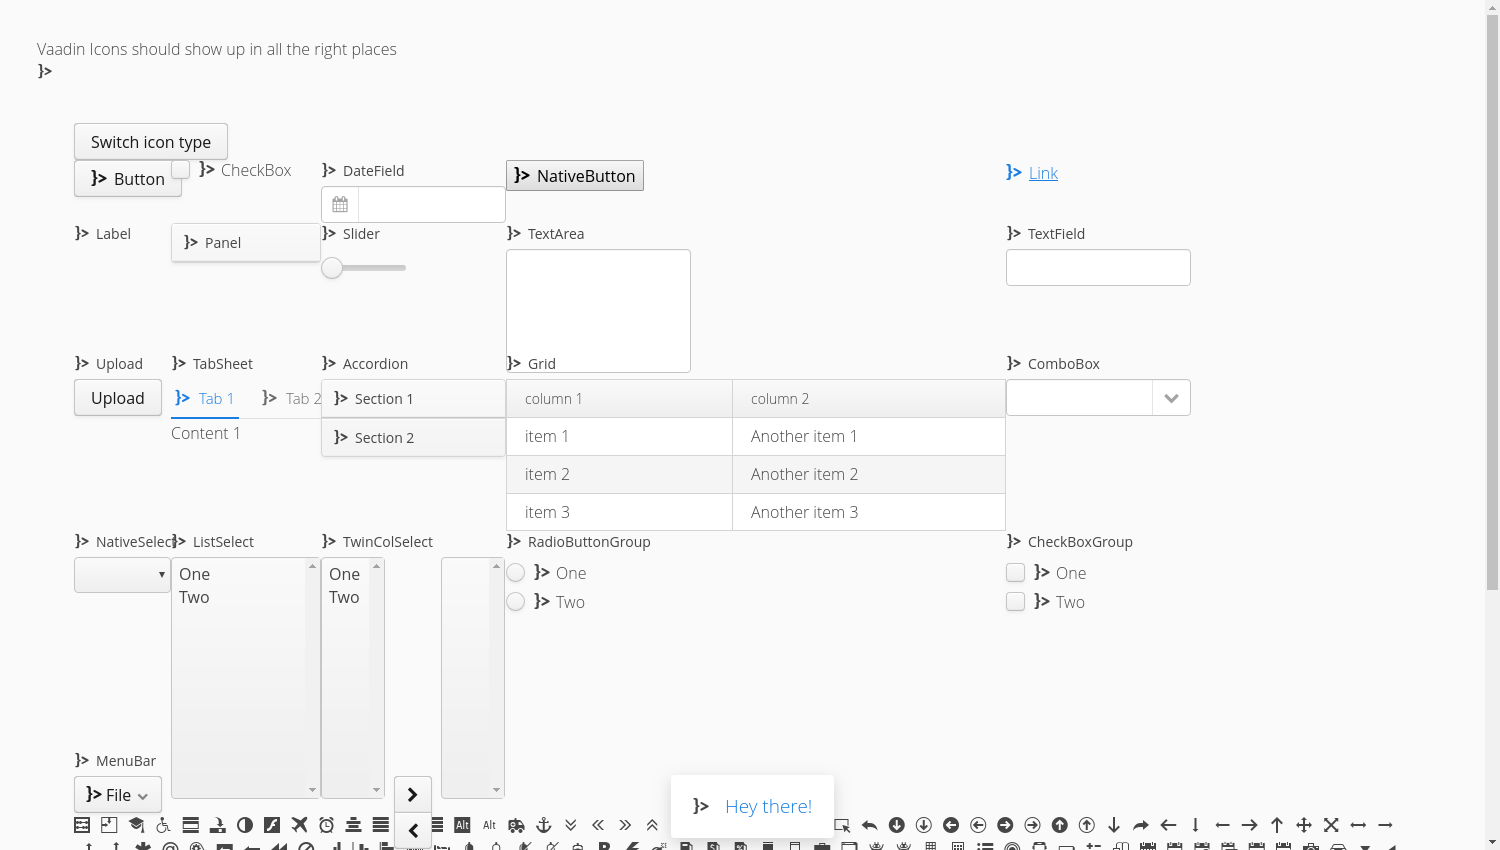 Vaadin Icons should show up in all the right places
Switch icon type
Button
CheckBox
DateField
NativeButton
Link
Label
Panel
Slider
TextArea
TextField
Upload
TabSheet
Accordion
Grid
ComboBox
Upload
Tab 1
Tab 2
Section 1
column 1
column 2
Content 1
Section 2
item 1
Another item 1
item 2
Another item 2
item 3
Another item 3
NativeSelect
ListSelect
TwinColSelect
RadioButtonGroup
CheckBoxGroup
One
One
One
One
Two
Two
Two
Two
MenuBar
File
Hey there!
Alt
Alt